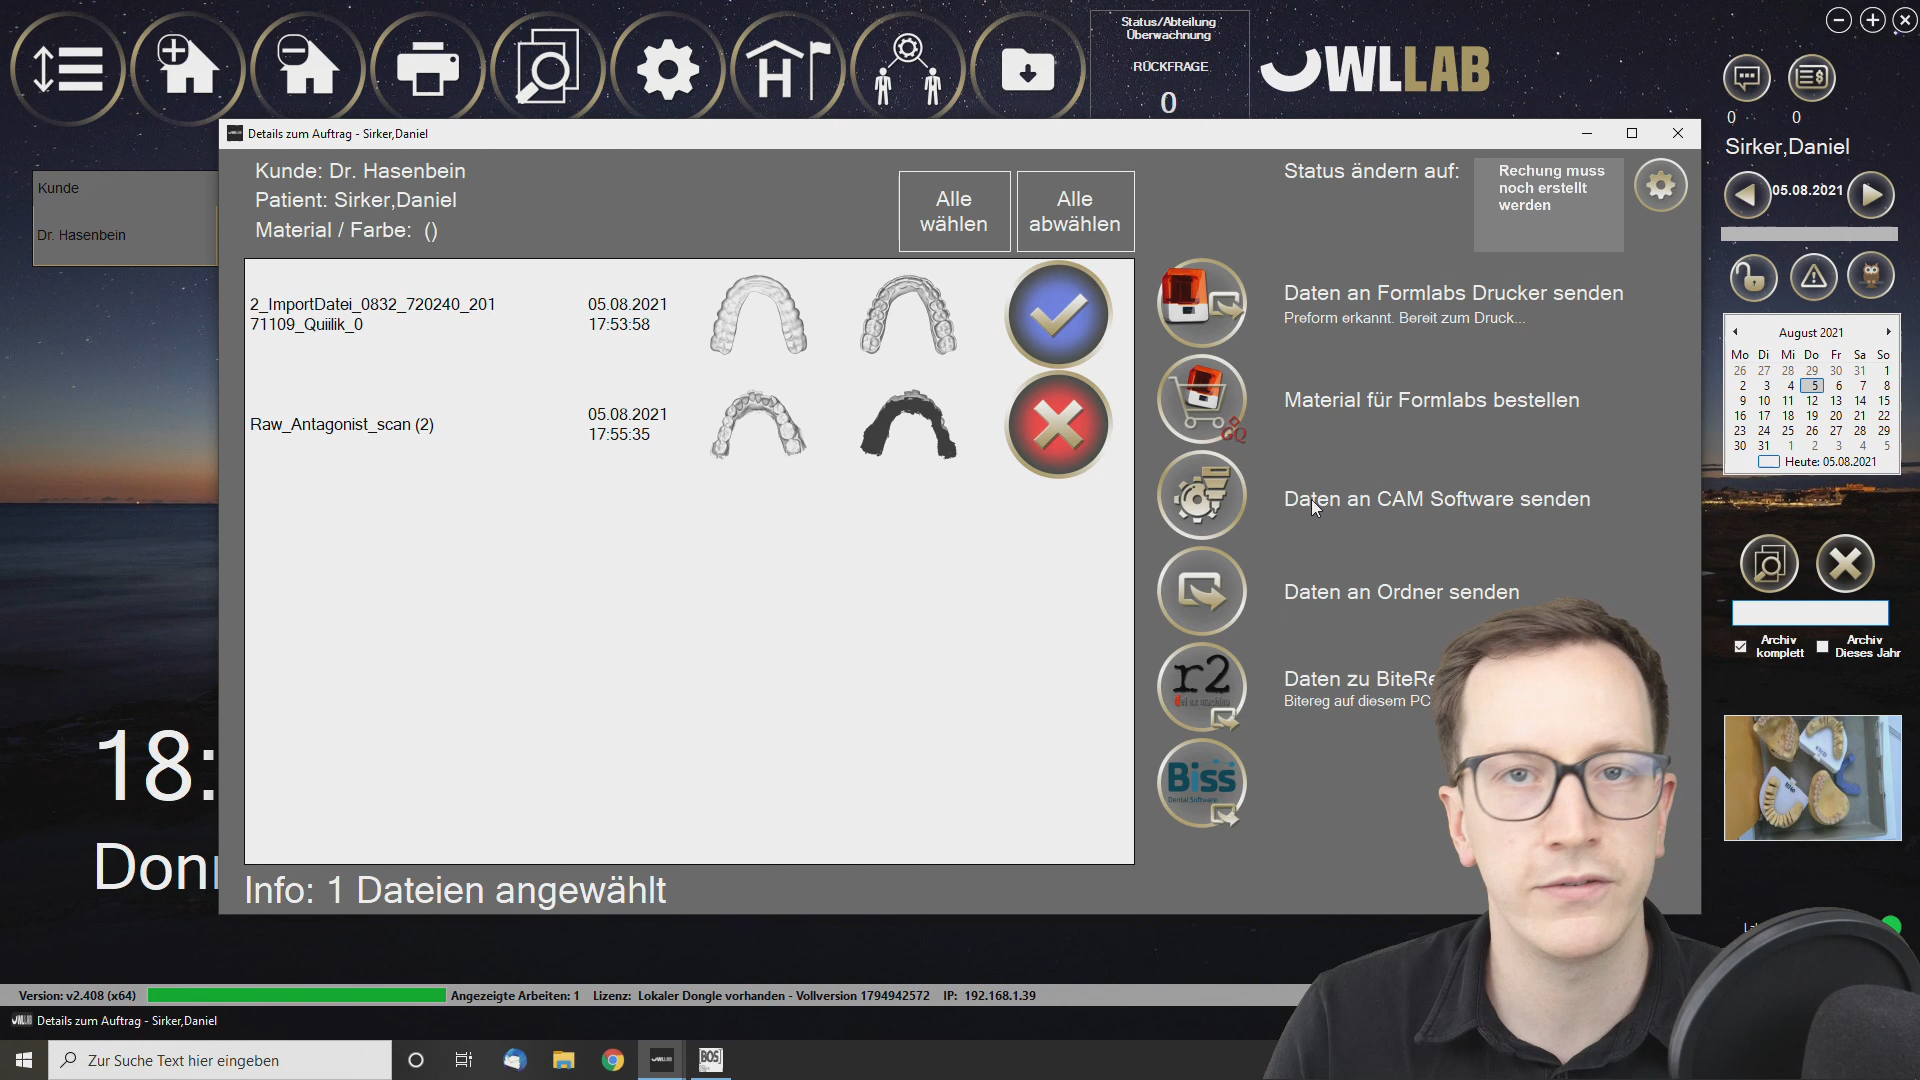 Status/Abteilung
Überwachnung
RÜCKFRAGE
0
OWLLAB
0
0
Sirker,Daniel
05.08.2021
Kunde
Dr. Hasenbein
Details zum Auftrag - Sirker,Daniel
Kunde: Dr. Hasenbein
Patient: Sirker,Daniel
Material / Farbe: ()
Alle
wählen
Alle
abwählen
Status ändern auf:
Rechung muss
noch erstellt
werden
2_ImportDatei_0832_720240_201
71109_Quiilik_0
05.08.2021
17:53:58
Raw_Antagonist_scan (2)
05.08.2021
17:55:35
Daten an Formlabs Drucker senden
Preform erkannt. Bereit zum Druck...
Material für Formlabs bestellen
GQ
Daten an CAM Software senden
Daten an Ordner senden
r2
Daten zu BiteRe
Bitereg auf diesem PC
Biss
Dental Software
Info: 1 Dateien angewählt
August 2021
Mo Di Mi Do Fr Sa So
26 27 28 29 30 31 1
2 3 4 5 6 7 8
9 10 11 12 13 14 15
16 17 18 19 20 21 22
23 24 25 26 27 28 29
30 31 1 2 3 4 5
Heute: 05.08.2021
Archiv
komplett
Archiv
Dieses Jahr
18:
Donn
Version: v2.408 (x64)
Angezeigte Arbeiten: 1 Lizenz: Lokaler Dongle vorhanden - Vollversion 1794942572 IP: 192.168.1.39
Details zum Auftrag - Sirker,Daniel
Zur Suche Text hier eingeben
BOS